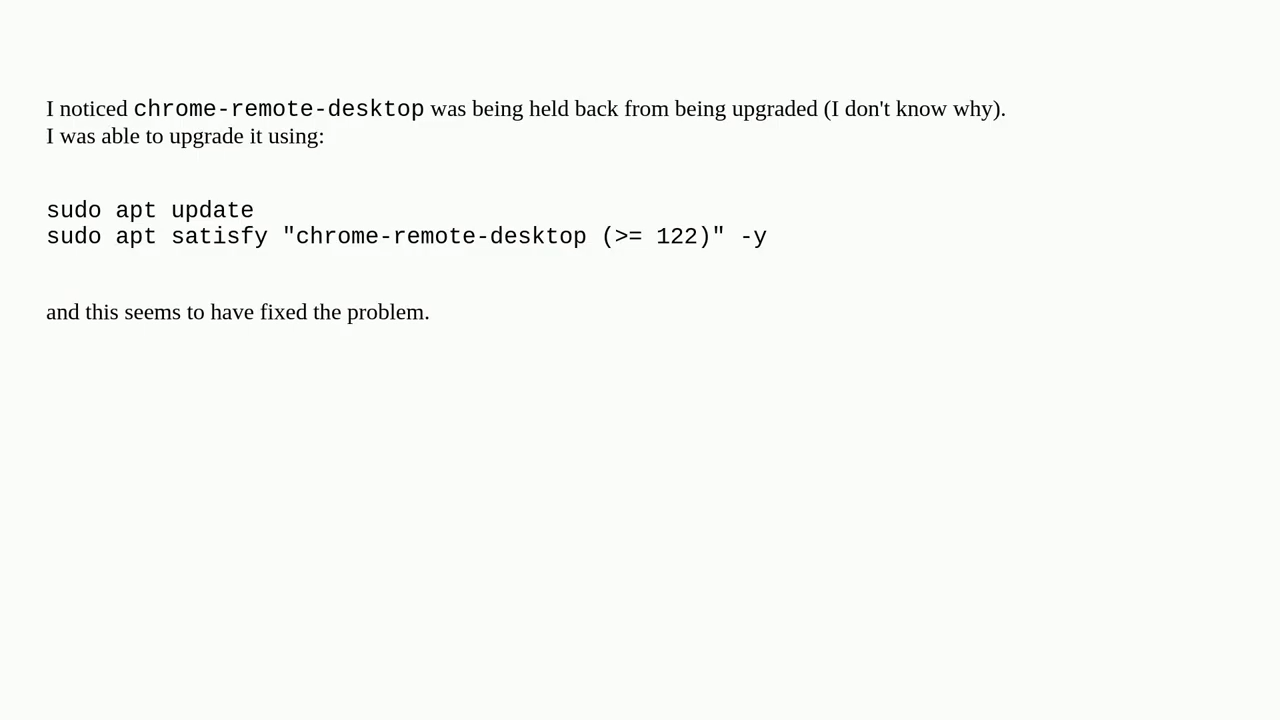 I noticed chrome-remote-desktop was being held back from being upgraded (I don't know why).
I was able to upgrade it using:
sudo apt update
sudo apt satisfy "chrome-remote-desktop (>= 122)" -y
and this seems to have fixed the problem.